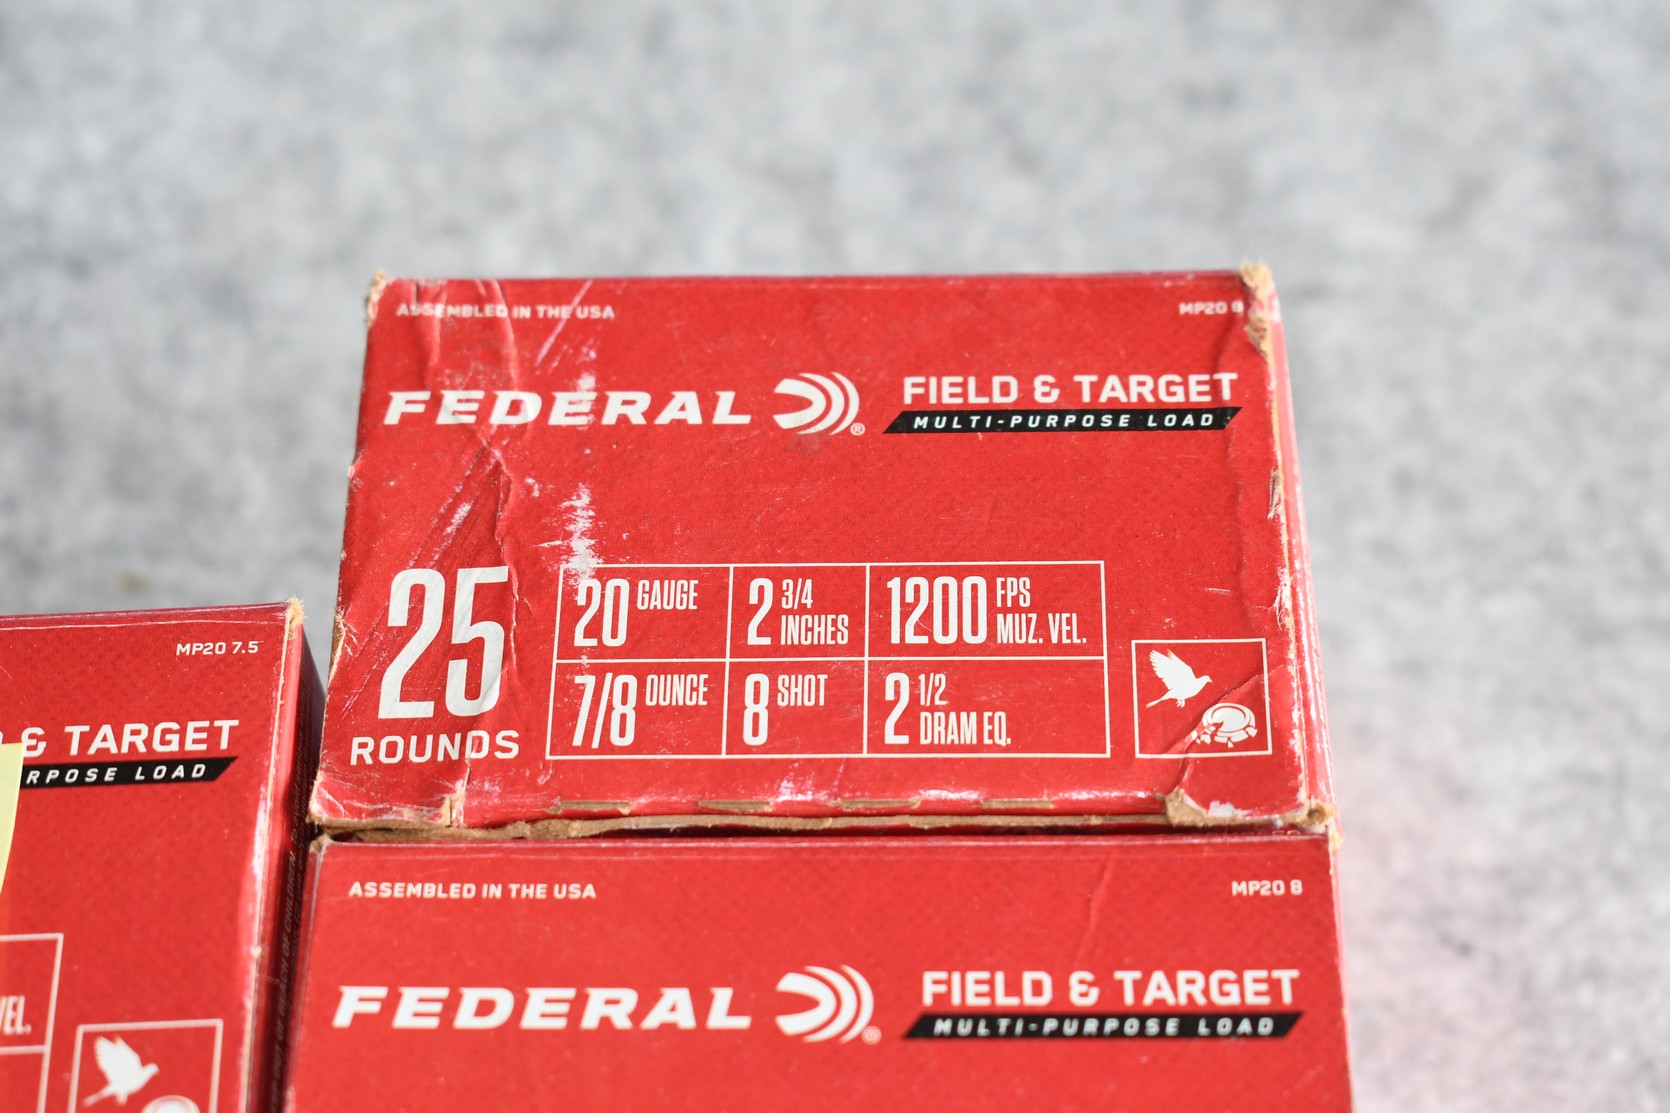 ASSEMBLED IN THE USA
MP20 8
FEDERAL
FIELD & TARGET
MULTI-PURPOSE LOAD
25
ROUNDS
20 GAUGE
2 3/4 INCHES
1200 FPS MUZ. VEL.
7/8 OUNCE
8 SHOT
2 1/2 DRAM EQ.
MP20 7.5
& TARGET
RPOSE LOAD
VEL.
ASSEMBLED IN THE USA
MP20 8
FEDERAL
FIELD & TARGET
MULTI-PURPOSE LOAD